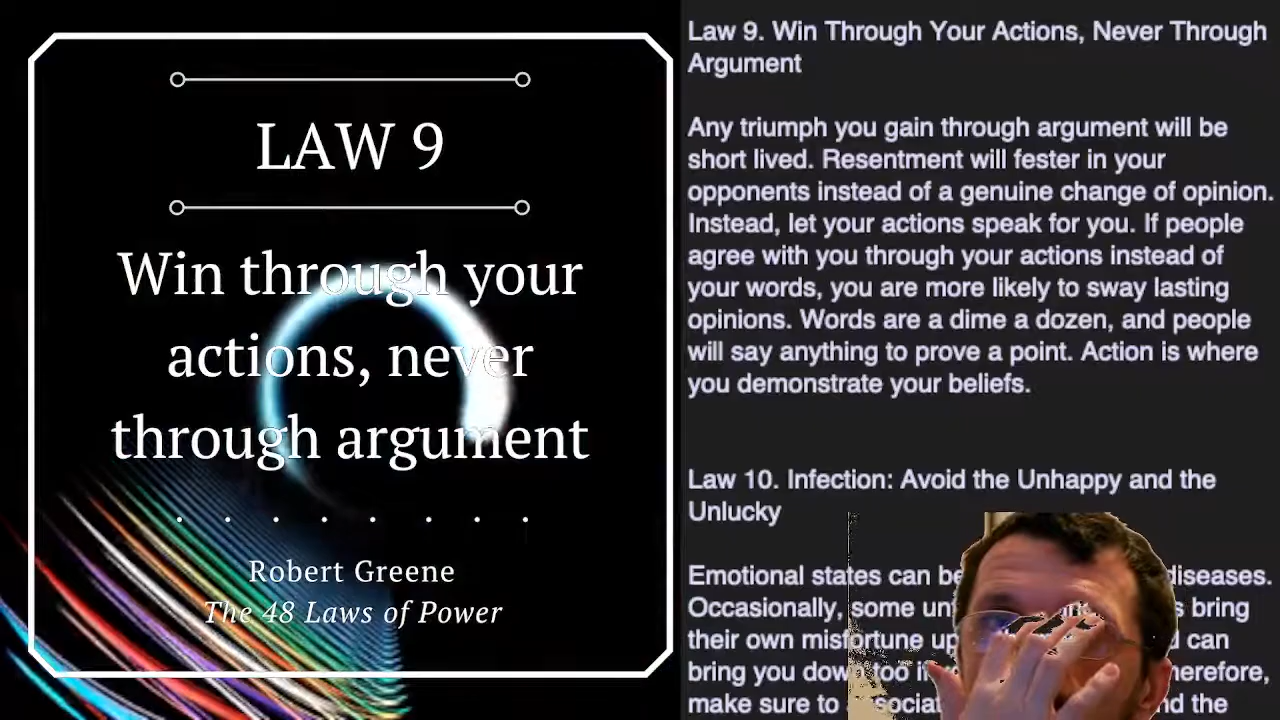 LAW 9
Win through your
actions, never
through argument
Robert Greene
The 48 Laws of Power
Law 9. Win Through Your Actions, Never Through
Argument
Any triumph you gain through argument will be
short lived. Resentment will fester in your
opponents instead of a genuine change of opinion.
Instead, let your actions speak for you. If people
agree with you through your actions instead of
your words, you are more likely to sway lasting
opinions. Words are a dime a dozen, and people
will say anything to prove a point. Action is where
you demonstrate your beliefs.
Law 10. Infection: Avoid the Unhappy and the
Unlucky
Emotional states can diseases.
Occasionally, some bring
their own misfortune can
bring you down too
make sure to the